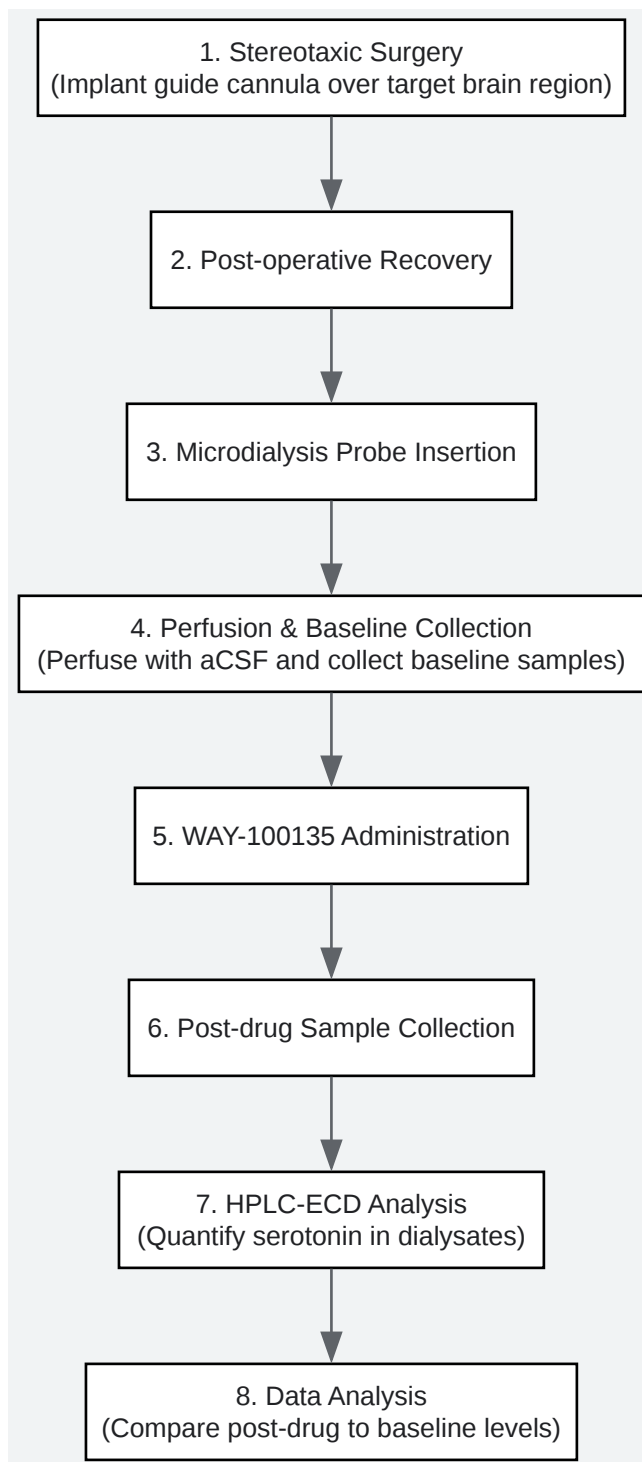 1. Stereotaxic Surgery
(Implant guide cannula over target brain region)
2. Post-operative Recovery
3. Microdialysis Probe Insertion
4. Perfusion & Baseline Collection
(Perfuse with aCSF and collect baseline samples)
5. WAY-100135 Administration
6. Post-drug Sample Collection
7. HPLC-ECD Analysis
(Quantify serotonin in dialysates)
8. Data Analysis
(Compare post-drug to baseline levels)